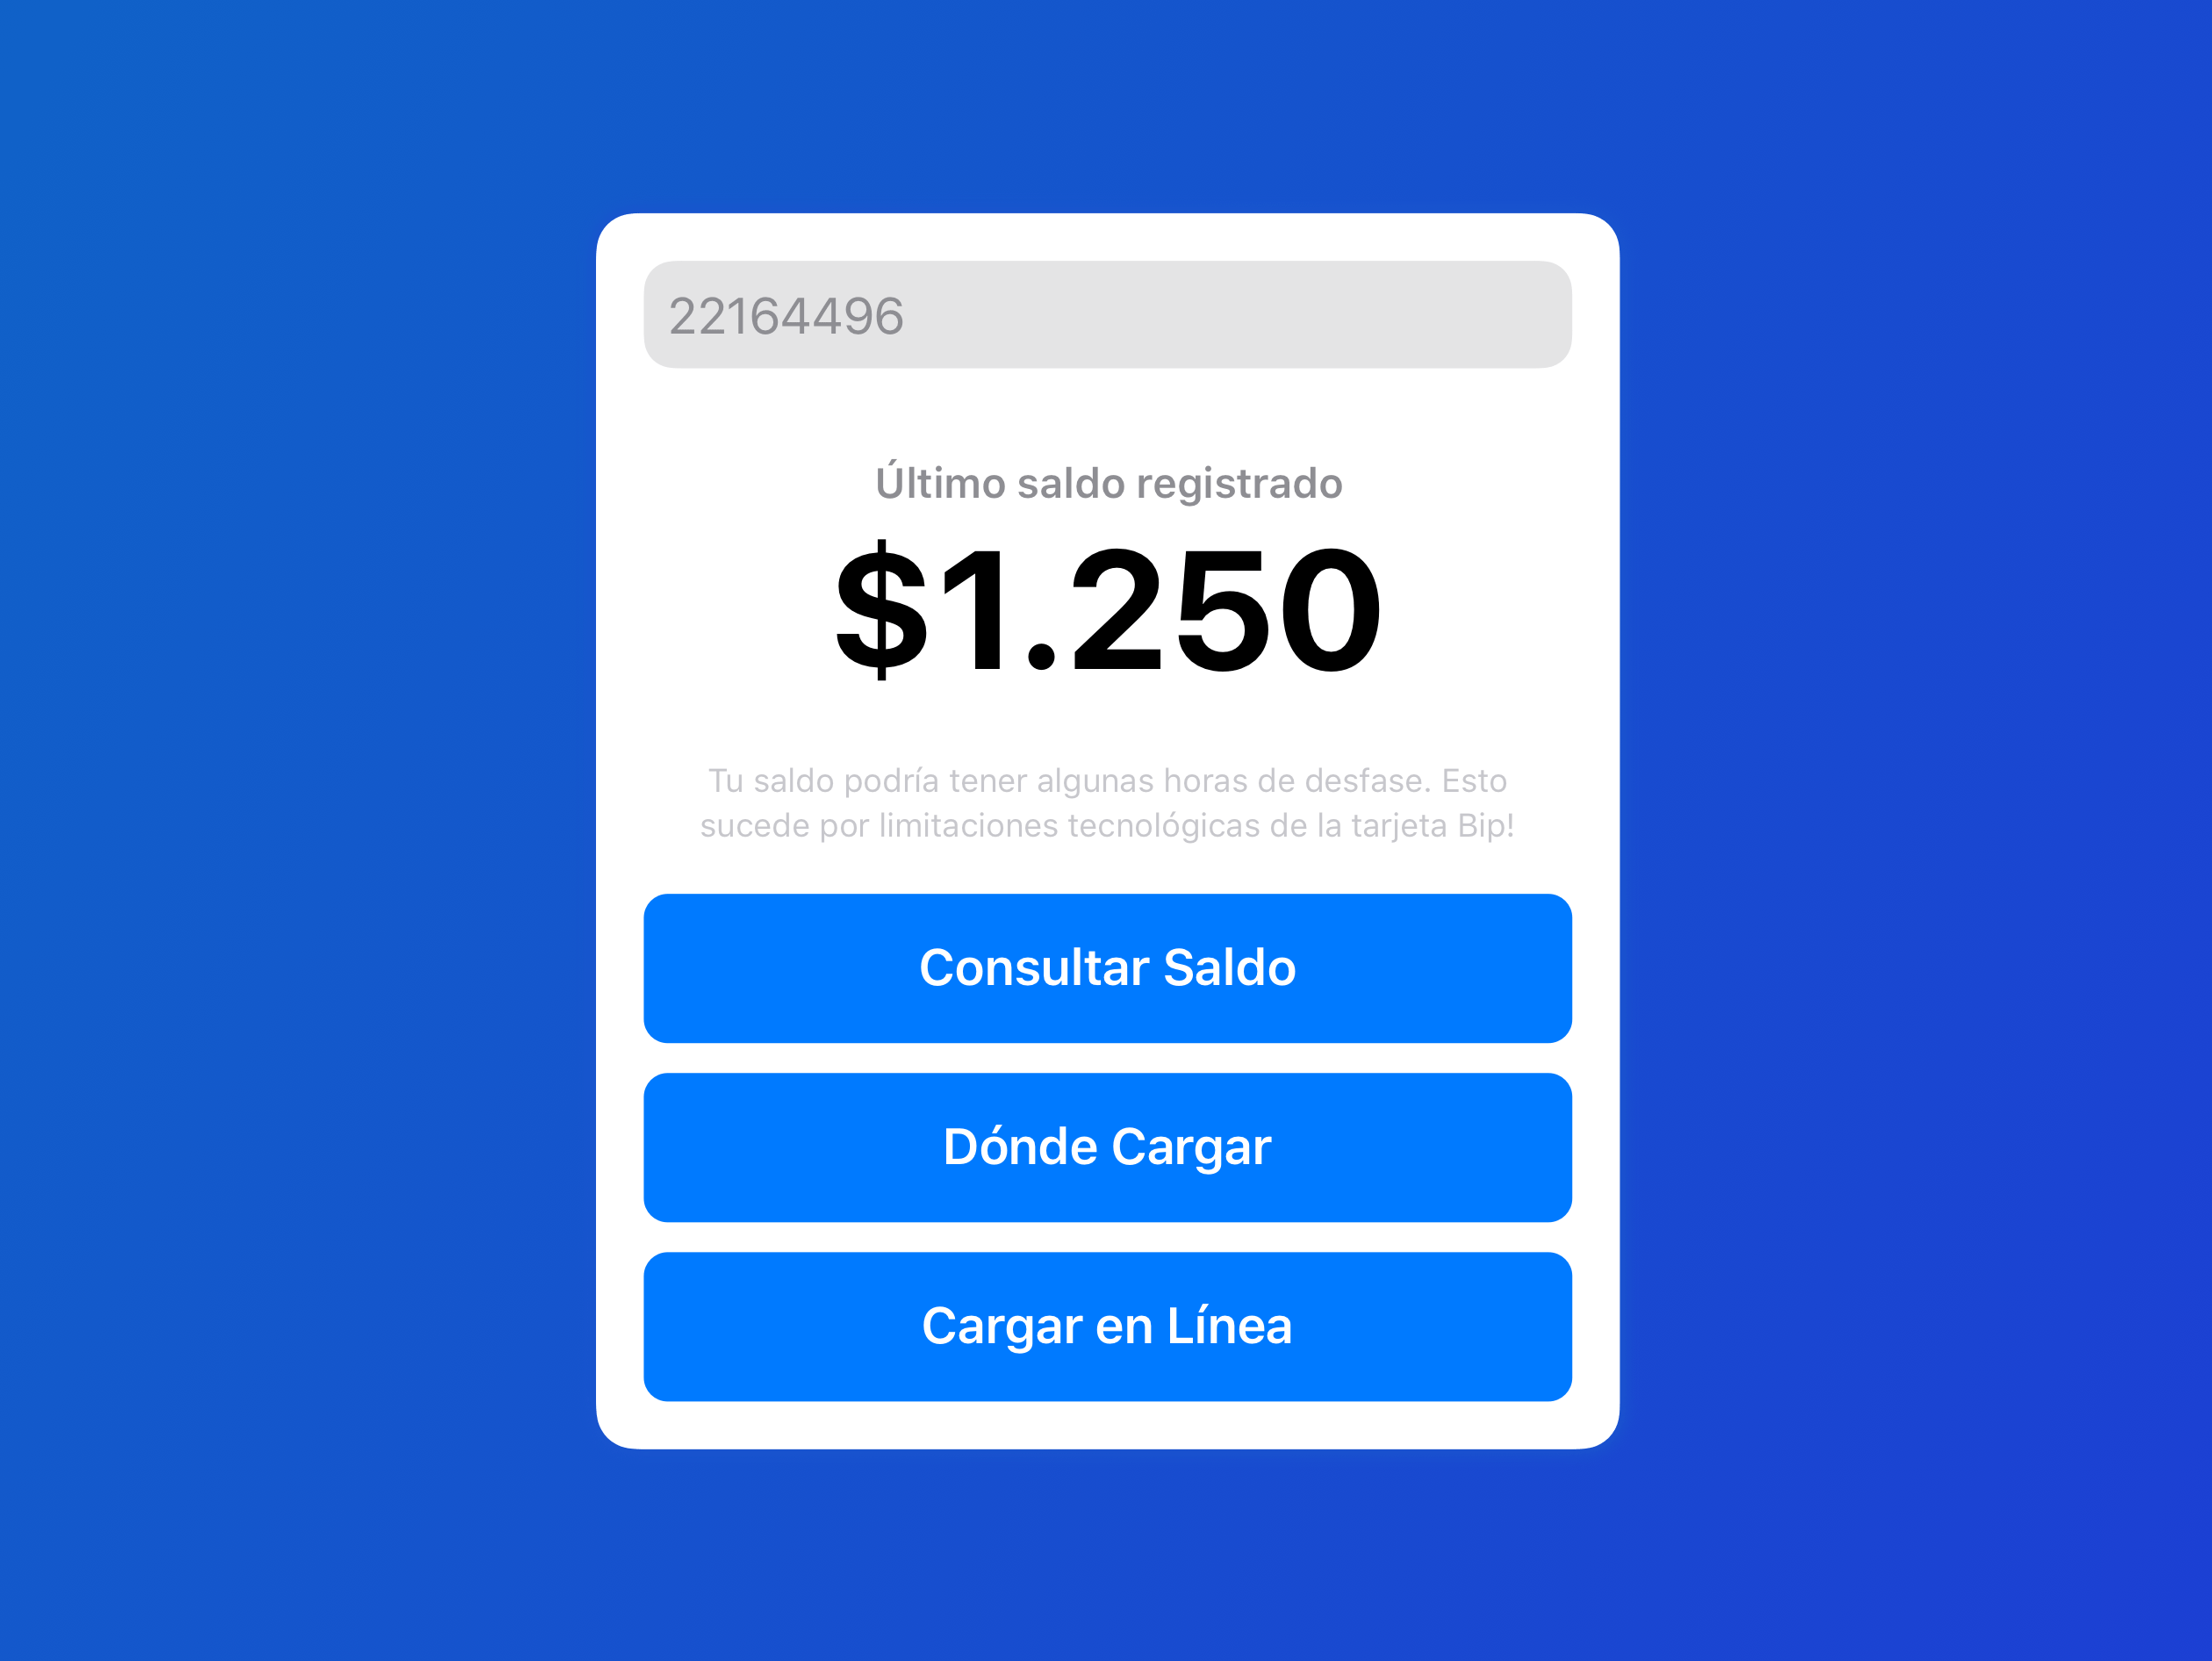 22164496
Último saldo registrado
$1.250
Tu saldo podría tener algunas horas de desfase. Esto
sucede por limitaciones tecnológicas de la tarjeta Bip!
Consultar Saldo
Dónde Cargar
Cargar en Línea